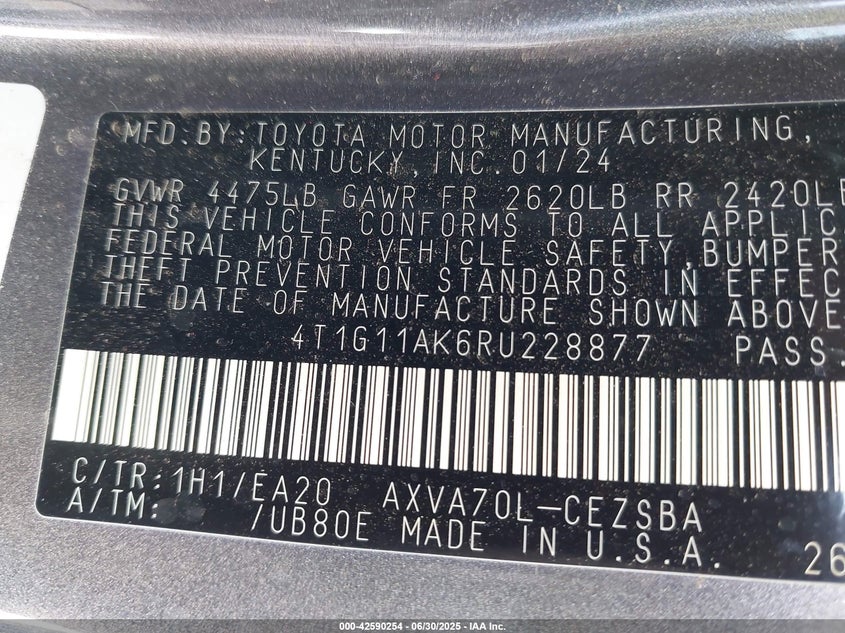 MFD.BY:TOYOTA MOTOR MANUFACTURING,
KENTUCKY,INC.01/24
GVWR 4475LB GAWR FR 2620LB RR 2420LB
THIS VEHICLE CONFORMS TO ALL APPLIC
FEDERAL MOTOR VEHICLE SAFETY,BUMPER
THEFT PREVENTION STANDARDS IN EFFEC
THE DATE OF MANUFACTURE SHOWN ABOVE
4T1G11AK6RU228877 PASS.
C/TR:1H1/EA20 AXVA70L-CEZSBA
A/TM: /UB80E MADE IN U.S.A. 26
000-42590254 - 06/30/2025 - IAA Inc.